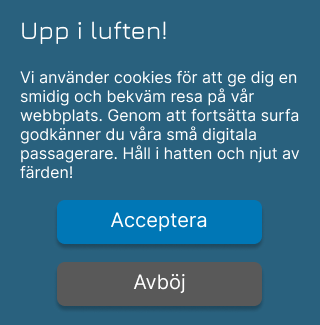 Upp i luften!
Vi använder cookies för att ge dig en
smidig och bekväm resa på vår
webbplats. Genom att fortsätta surfa
godkänner du våra små digitala
passagerare. Håll i hatten och njut av
färden!
Acceptera
Avböj